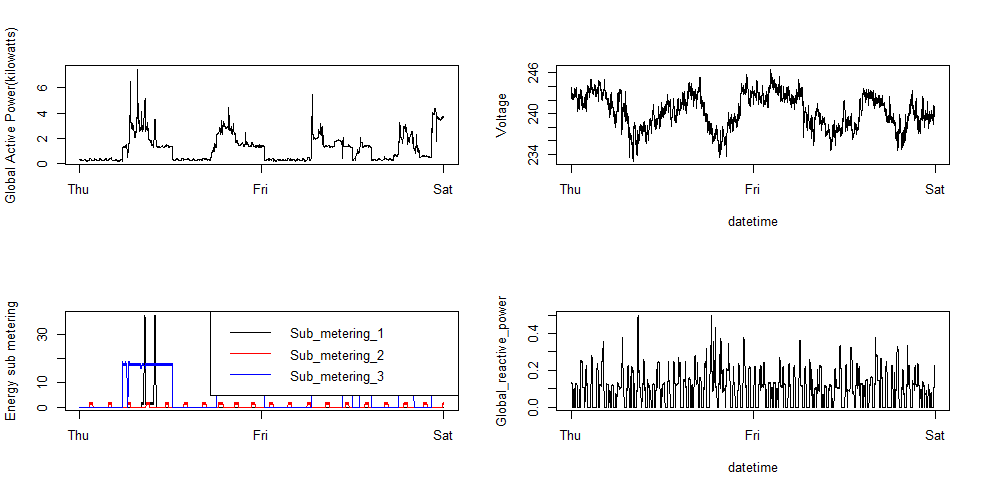 Global Active Power(kilowatts)
6
4
2
0
Thu
Fri
Sat
Voltage
246
240
234
Thu
Fri
Sat
datetime
Energy sub metering
30
10
0
Sub_metering_1
Sub_metering_2
Sub_metering_3
Thu
Fri
Sat
Global_reactive_power
0.4
0.2
0.0
Thu
Fri
Sat
datetime